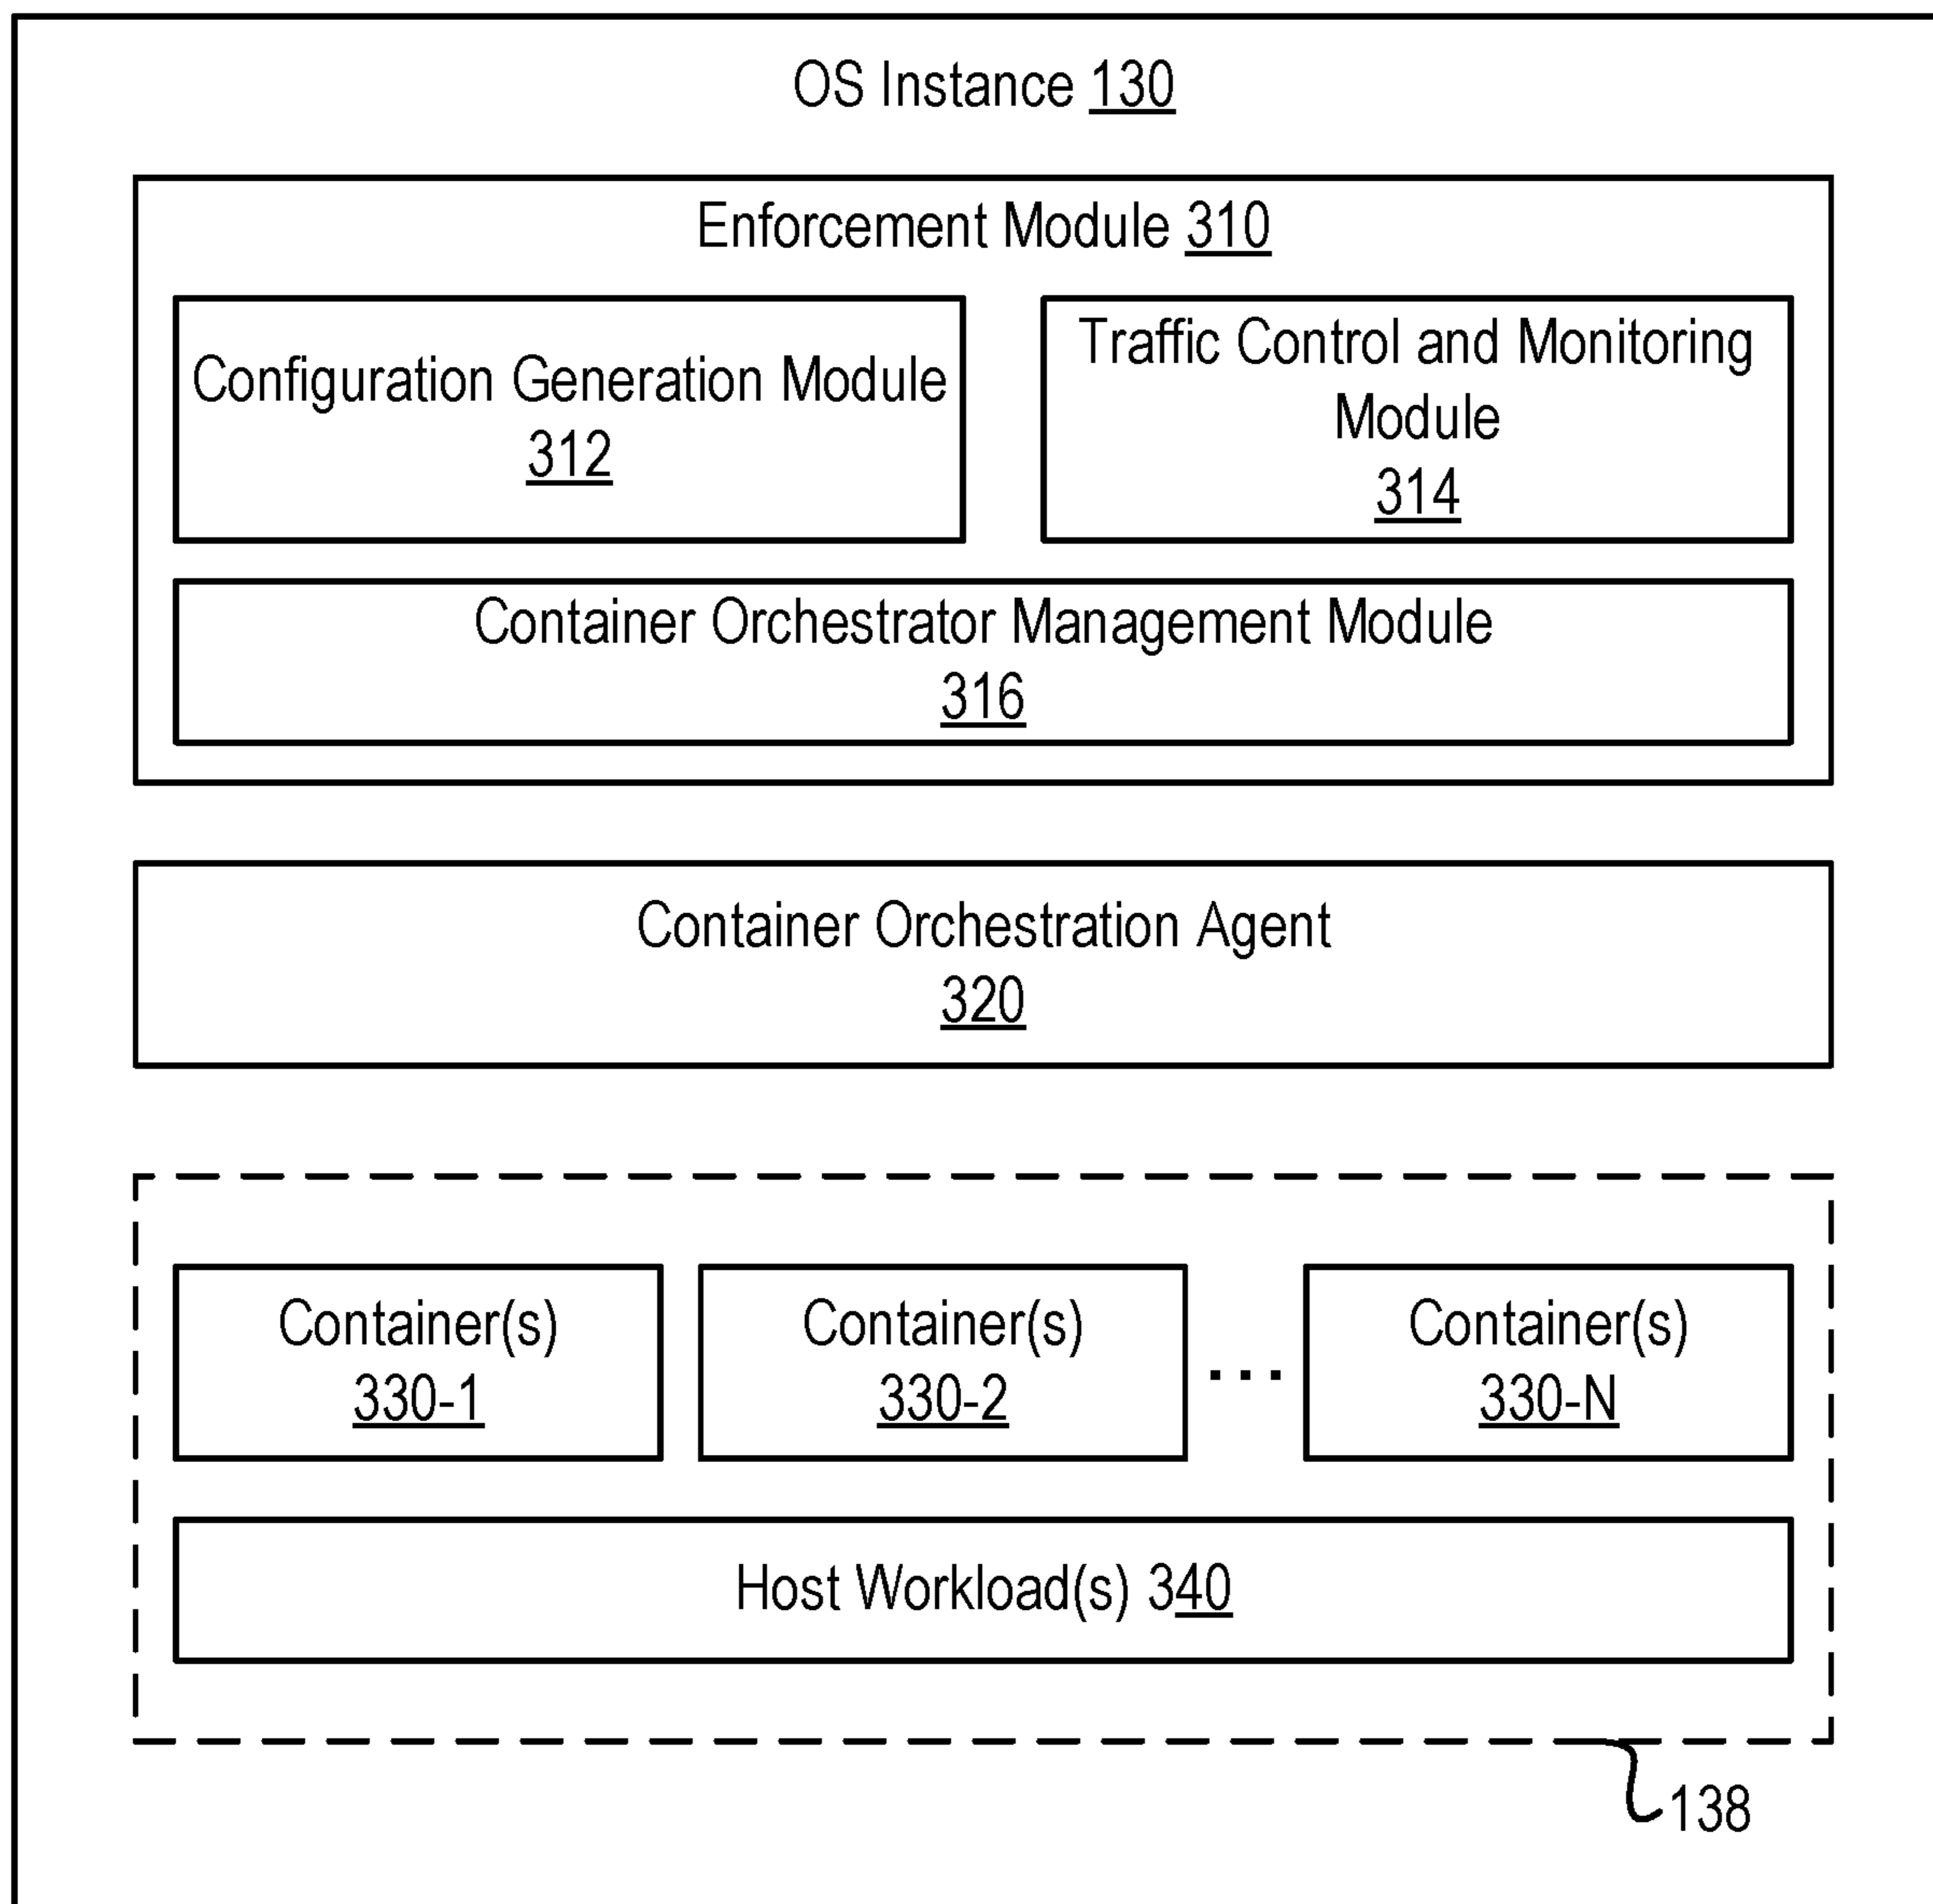 OS Instance 130
Enforcement Module 310
Configuration Generation Module
312
Traffic Control and Monitoring
Module
314
Container Orchestrator Management Module
316
Container Orchestration Agent
320
Container(s)
330-1
Container(s)
330-2
...
Container(s)
330-N
Host Workload(s) 340
138